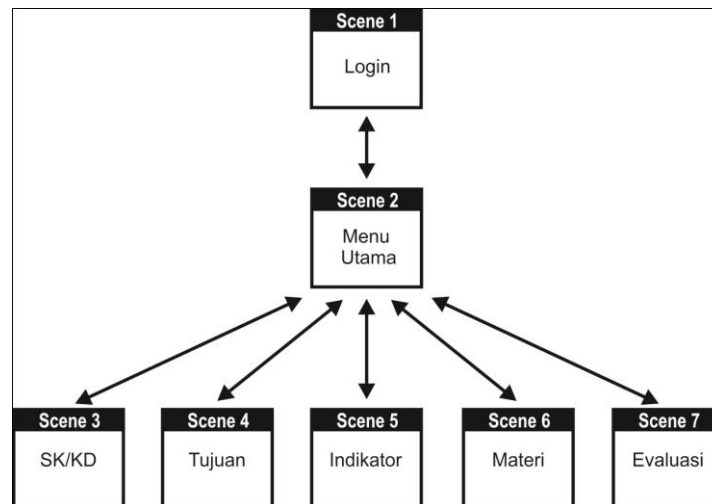 Scene 1
Login
Scene 2
Menu
Utama
Scene 3
SK/KD
Scene 4
Tujuan
Scene 5
Indikator
Scene 6
Materi
Scene 7
Evaluasi